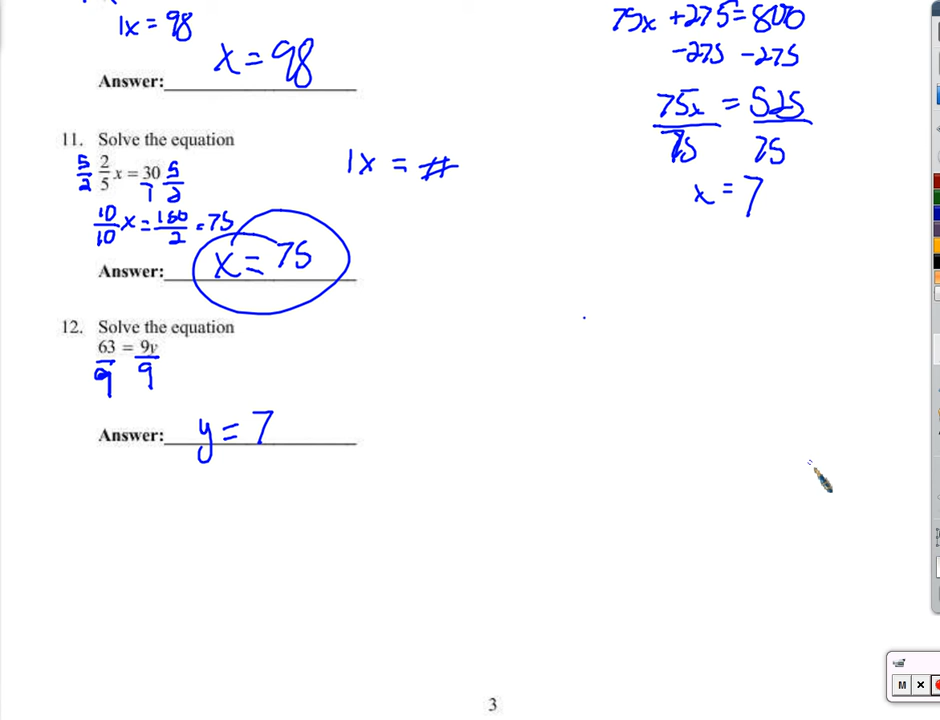 1x = 98
x = 98
Answer:
11. Solve the equation
5/2 2/5 x = 30/1 5/2
10/10 x = 150/2 = 75
x = 75
Answer:
1x = #
12. Solve the equation
63 = 9y
9 9
Answer: y = 7
75x + 275 = 800
-275 -275
75x = 525
75 75
x = 7
3
M ×